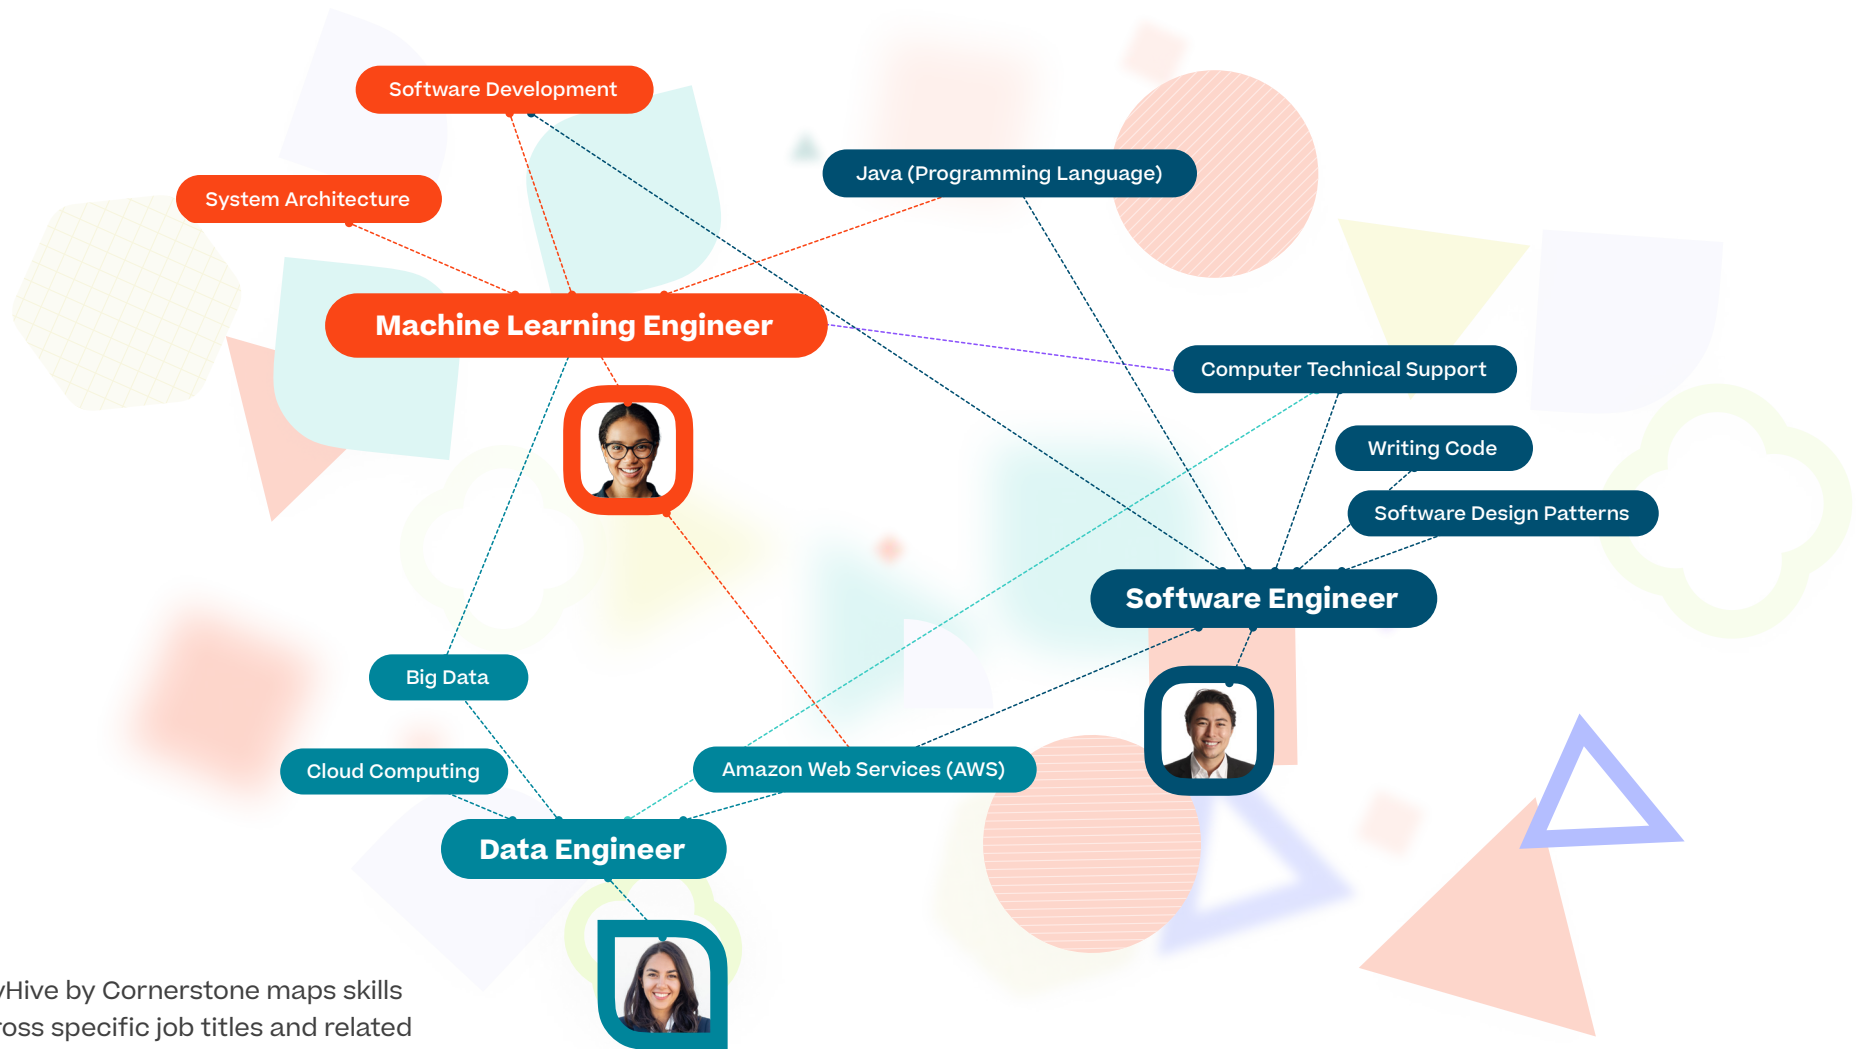 Software Development
Java (Programming Language)
System Architecture
Machine Learning Engineer
Computer Technical Support
Writing Code
Software Design Patterns
Software Engineer
Big Data
Cloud Computing
Amazon Web Services (AWS)
Data Engineer
by Cornerstone maps skills
specific job titles and related